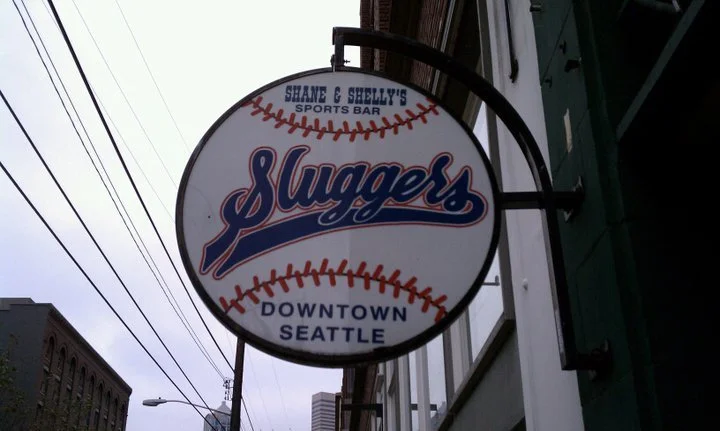 SHANE & SHELLY'S
SPORTS BAR
Sluggers
DOWNTOWN
SEATTLE